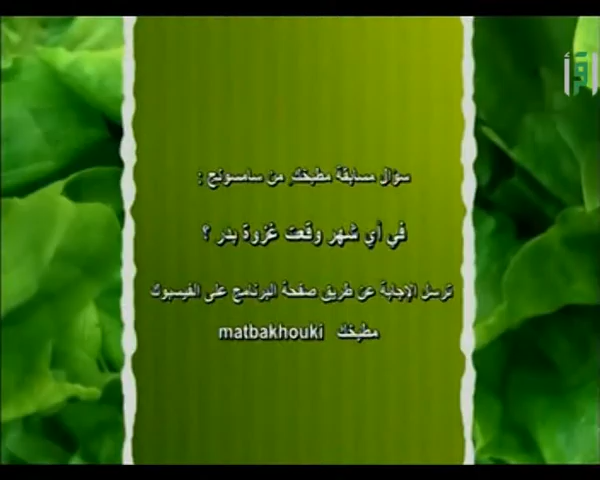 سؤال مسابقة مطبخك من سامسونج :
في أي شهر وقعت غزوة بدر ؟
ترسل الإجابة عن طريق صفحة البرنامج على الفيسبوك
مطبخك matbakhouki
اقرأ